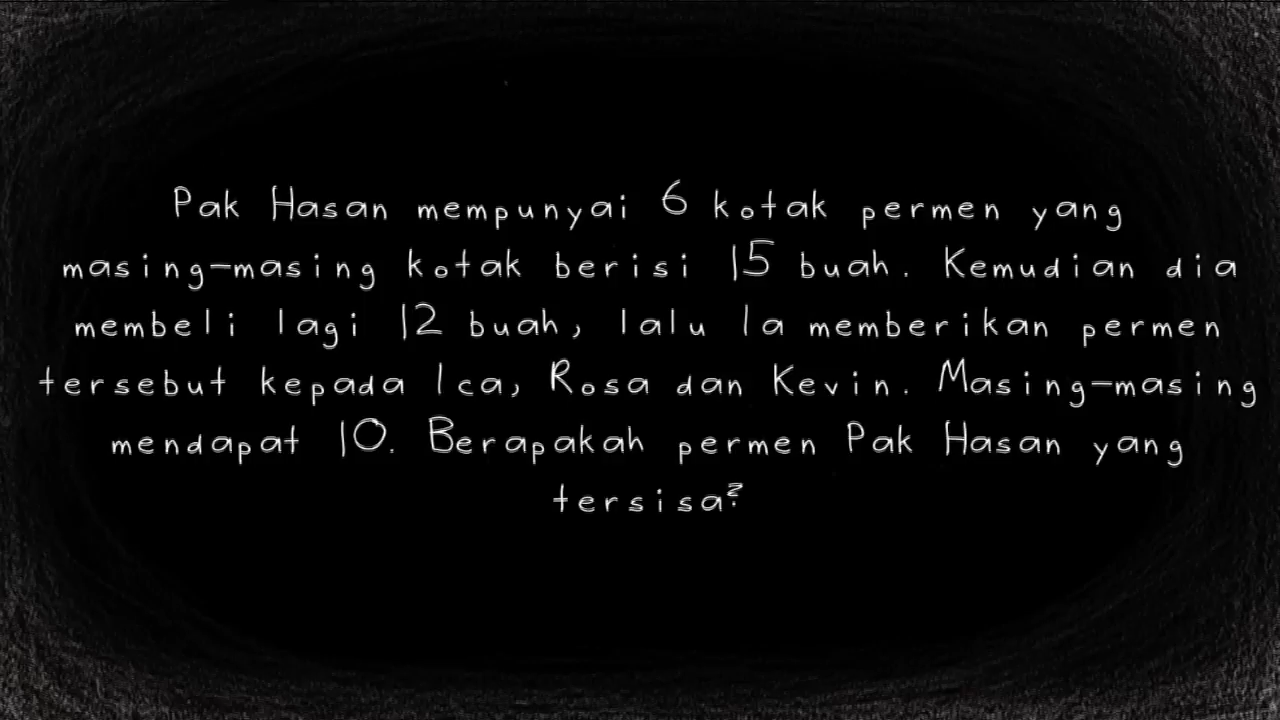 Pak Hasan mempunyai 6 kotak permen yang
masing-masing kotak berisi 15 buah. Kemudian dia
membeli lagi 12 buah, lalu Ia memberikan permen
tersebut kepada Ica, Rosa dan Kevin. Masing-masing
mendapat 10. Berapakah permen Pak Hasan yang
tersisa?